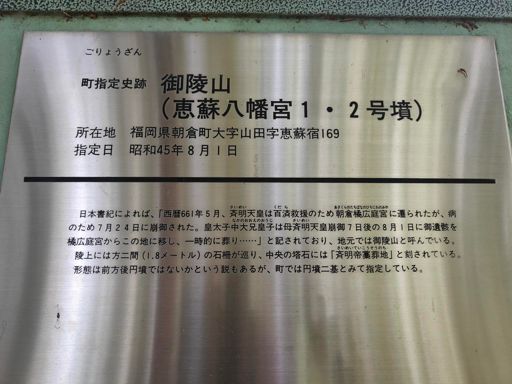 ごりょうざん
町指定史跡 御陵山
(恵蘇八幡宮1・2号墳)
所在地 福岡県朝倉町大字山田字恵蘇宿169
指定日 昭和45年8月1日
日本書紀によれば、「西暦661年5月、斉明天皇は百済救援のため朝倉橘広庭宮に遷られたが、病
のため7月24日に崩御された。皇太子中大兄皇子は母斉明天皇崩御7日後の8月1日に御遺骸を
橘広庭宮からこの地に移し、一時的に葬り……」と記されており、地元では御陵山と呼んでいる。
陵上には方二間(1.8メートル)の石柵が巡り、中央の塔石には「斉明帝藁葬地」と刻されている。
形態は前方後円墳ではないかという説もあるが、町では円墳二基とみて指定している。